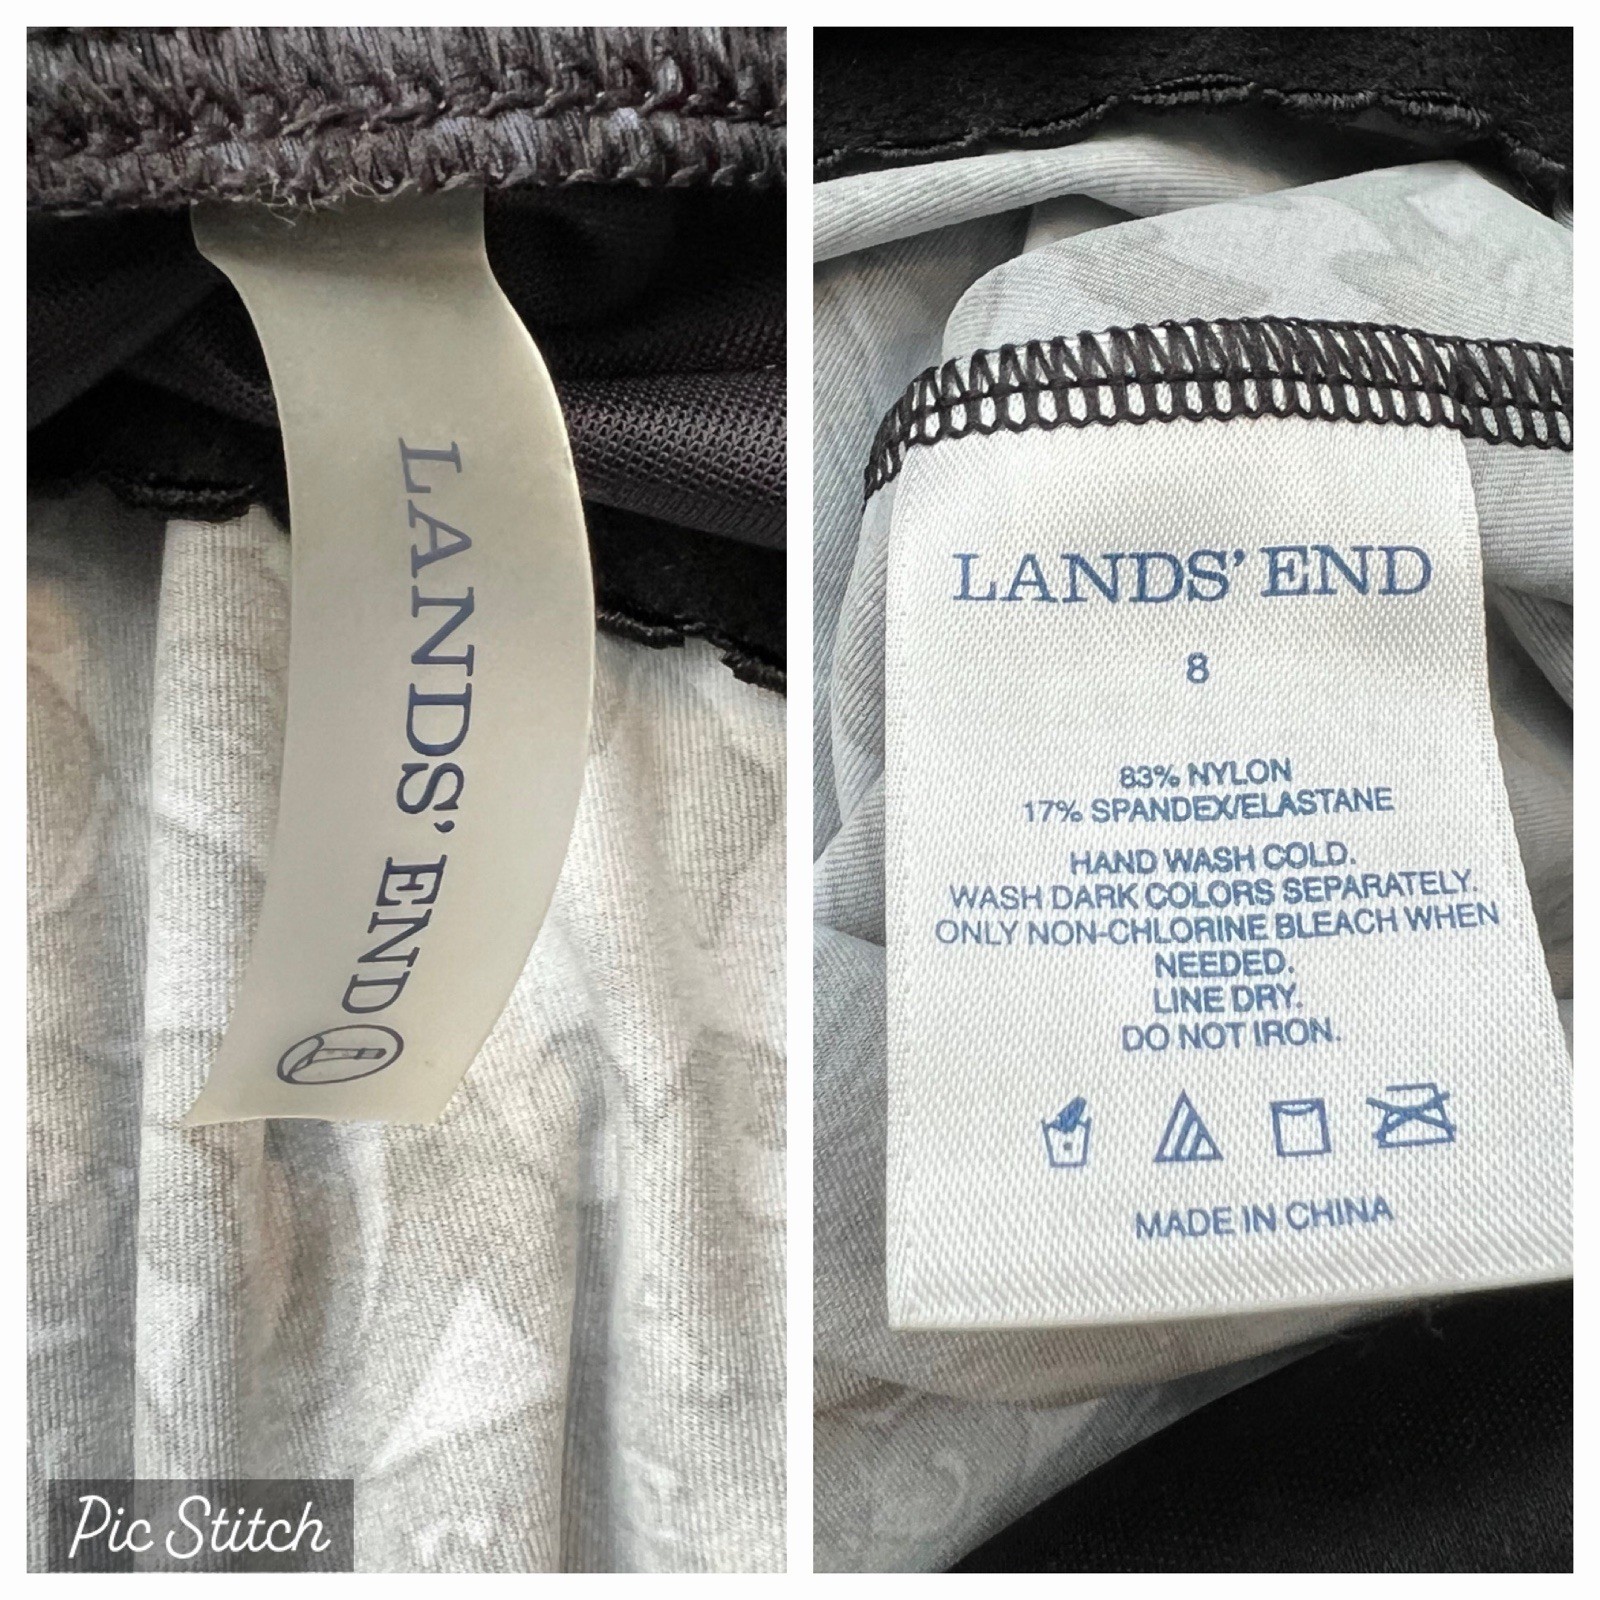 LANDS' END
Pic Stitch
LANDS' END
8
83% NYLON
17% SPANDEX/ELASTANE
HAND WASH COLD.
WASH DARK COLORS SEPARATELY.
ONLY NON-CHLORINE BLEACH WHEN
NEEDED.
LINE DRY.
DO NOT IRON.
MADE IN CHINA